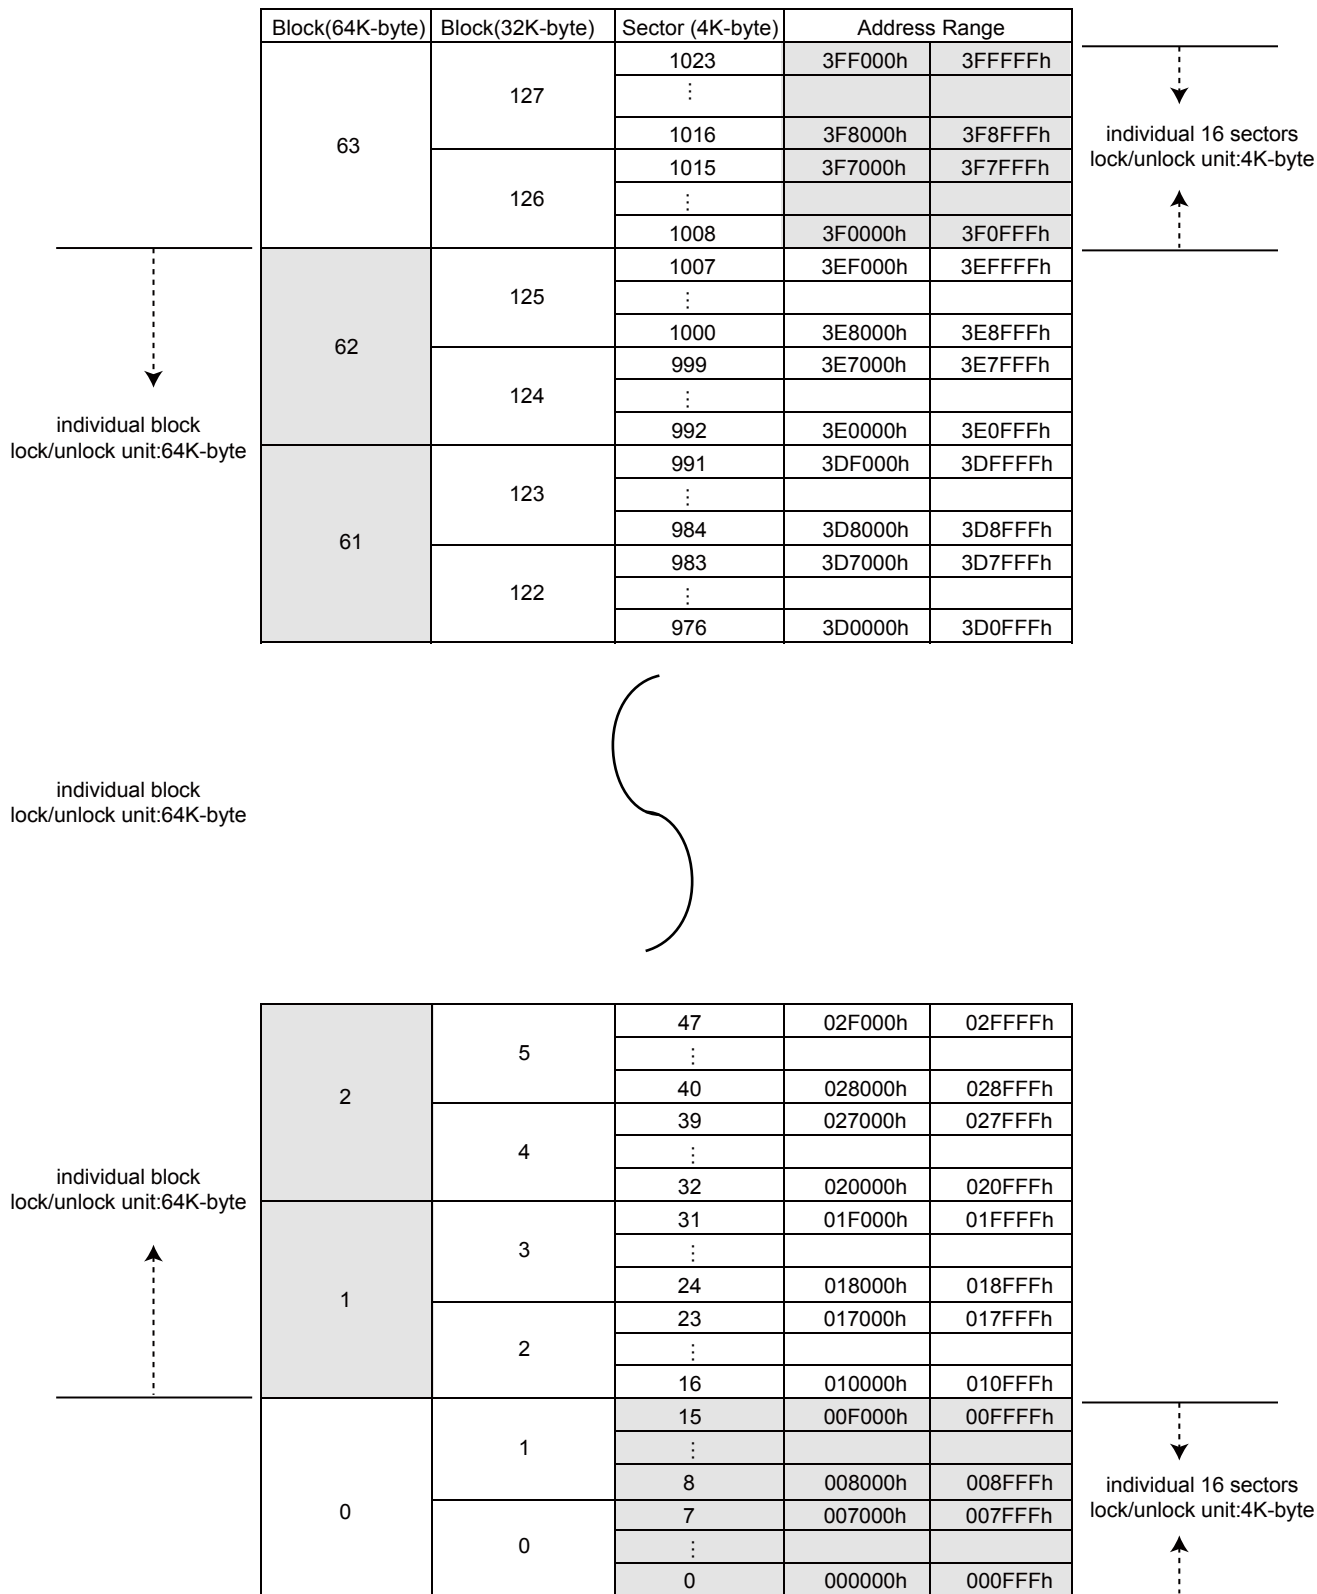 Block(64K-byte) Block(32K-byte) Sector (4K-byte) Address Range
1023 3FF000h 3FFFFFh
127 ⋮
1016 3F8000h 3F8FFFh
63
1015 3F7000h 3F7FFFh
126 ⋮
1008 3F0000h 3F0FFFh
individual 16 sectors
lock/unlock unit:4K-byte
1007 3EF000h 3EFFFFh
125 ⋮
1000 3E8000h 3E8FFFh
62
999 3E7000h 3E7FFFh
124 ⋮
992 3E0000h 3E0FFFh
individual block
lock/unlock unit:64K-byte
991 3DF000h 3DFFFFh
123 ⋮
984 3D8000h 3D8FFFh
61
983 3D7000h 3D7FFFh
122 ⋮
976 3D0000h 3D0FFFh
individual block
lock/unlock unit:64K-byte
47 02F000h 02FFFFh
5 ⋮
40 028000h 028FFFh
2
39 027000h 027FFFh
4 ⋮
32 020000h 020FFFh
individual block
lock/unlock unit:64K-byte
31 01F000h 01FFFFh
3 ⋮
24 018000h 018FFFh
1
23 017000h 017FFFh
2 ⋮
16 010000h 010FFFh
15 00F000h 00FFFFh
1 ⋮
8 008000h 008FFFh
0
7 007000h 007FFFh
0 ⋮
0 000000h 000FFFh
individual 16 sectors
lock/unlock unit:4K-byte